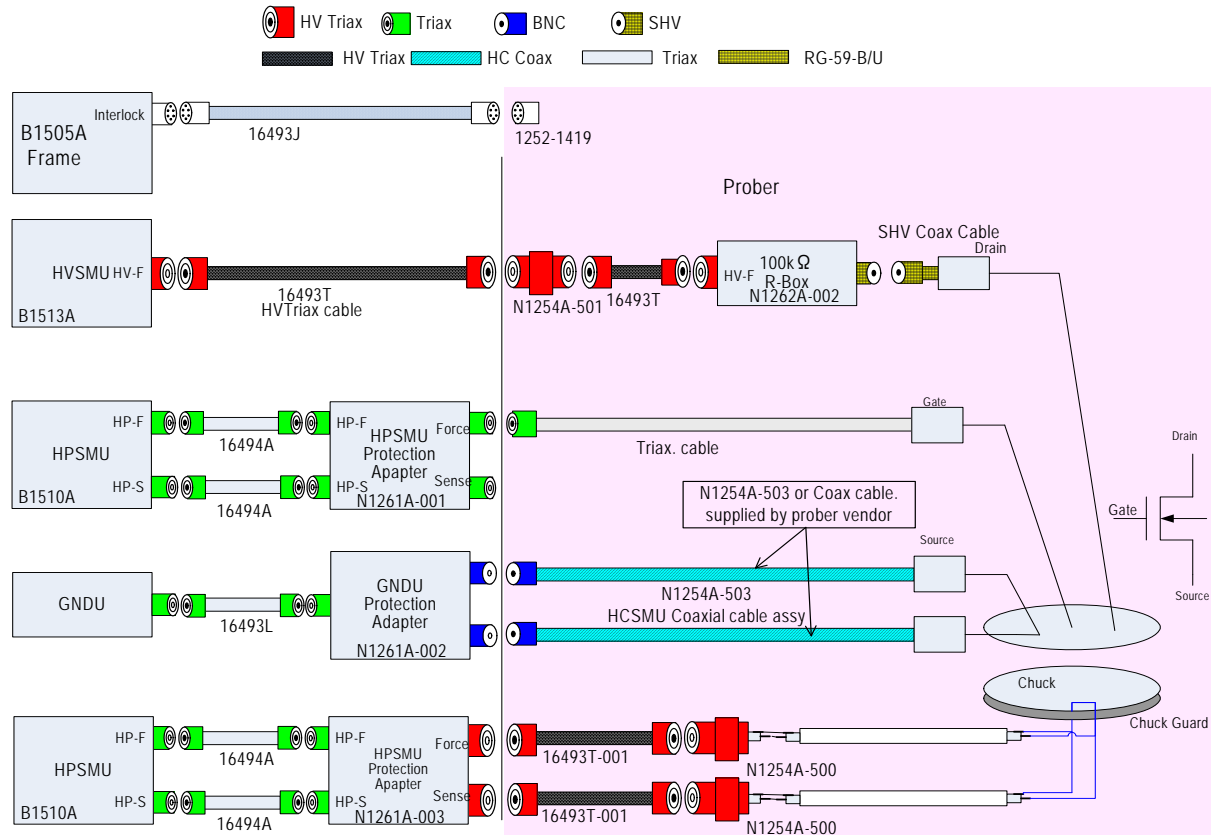 HV Triax
Triax
BNC
SHV
HV Triax
HC Coax
Triax
RG-59-B/U
Interlock
B1505A
Frame
16493J
1252-1419
Prober
HVSMU
HV-F
B1513A
16493T
HVTriax cable
N1254A-501
16493T
HV-F
100kΩ
R-Box
N1262A-002
SHV Coax Cable
Drain
HP-F
HPSMU
HP-S
B1510A
16494A
16494A
HP-F
Force
HPSMU
Protection
Apapter
HP-S
Sense
N1261A-001
Triax. cable
Gate
N1254A-503 or Coax cable.
supplied by prober vendor
Drain
Gate
Source
GNDU
16493L
GNDU
Protection
Adapter
N1261A-002
N1254A-503
HCSMU Coaxial cable assy
Source
Chuck
Chuck Guard
HP-F
HPSMU
HP-S
B1510A
16494A
16494A
HP-F
Force
HPSMU
Protection
Apapter
HP-S
Sense
N1261A-003
16493T-001
16493T-001
N1254A-500
N1254A-500